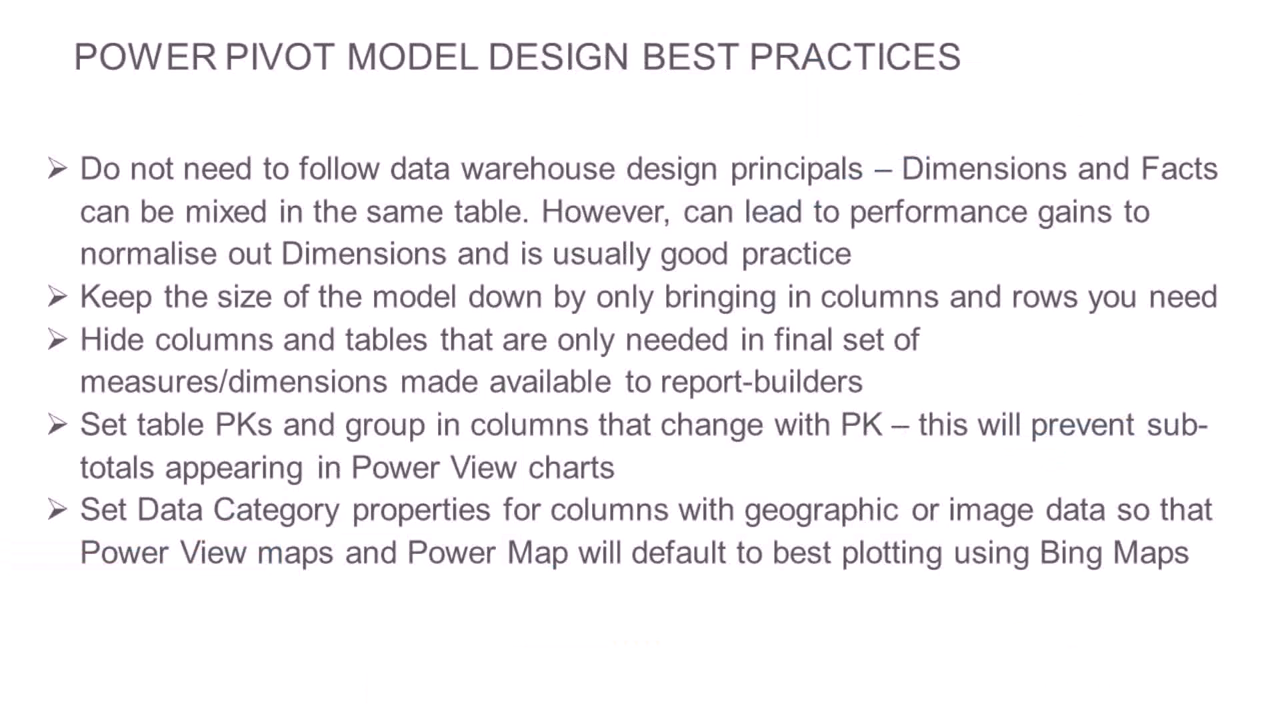 POWER PIVOT MODEL DESIGN BEST PRACTICES
➢ Do not need to follow data warehouse design principals – Dimensions and Facts
can be mixed in the same table. However, can lead to performance gains to
normalise out Dimensions and is usually good practice
➢ Keep the size of the model down by only bringing in columns and rows you need
➢ Hide columns and tables that are only needed in final set of
measures/dimensions made available to report-builders
➢ Set table PKs and group in columns that change with PK – this will prevent sub-
totals appearing in Power View charts
➢ Set Data Category properties for columns with geographic or image data so that
Power View maps and Power Map will default to best plotting using Bing Maps